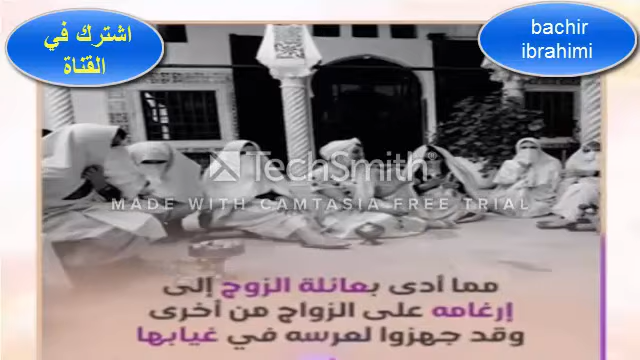 اشترك في
القناة
bachir
ibrahimi
TechSmith
MADE WITH CAMTASIA FREE TRIAL
مما أدى بعائلة الزوج إلى
إرغامه على الزواج من أخرى
وقد جهزوا لعرسه في غيابها